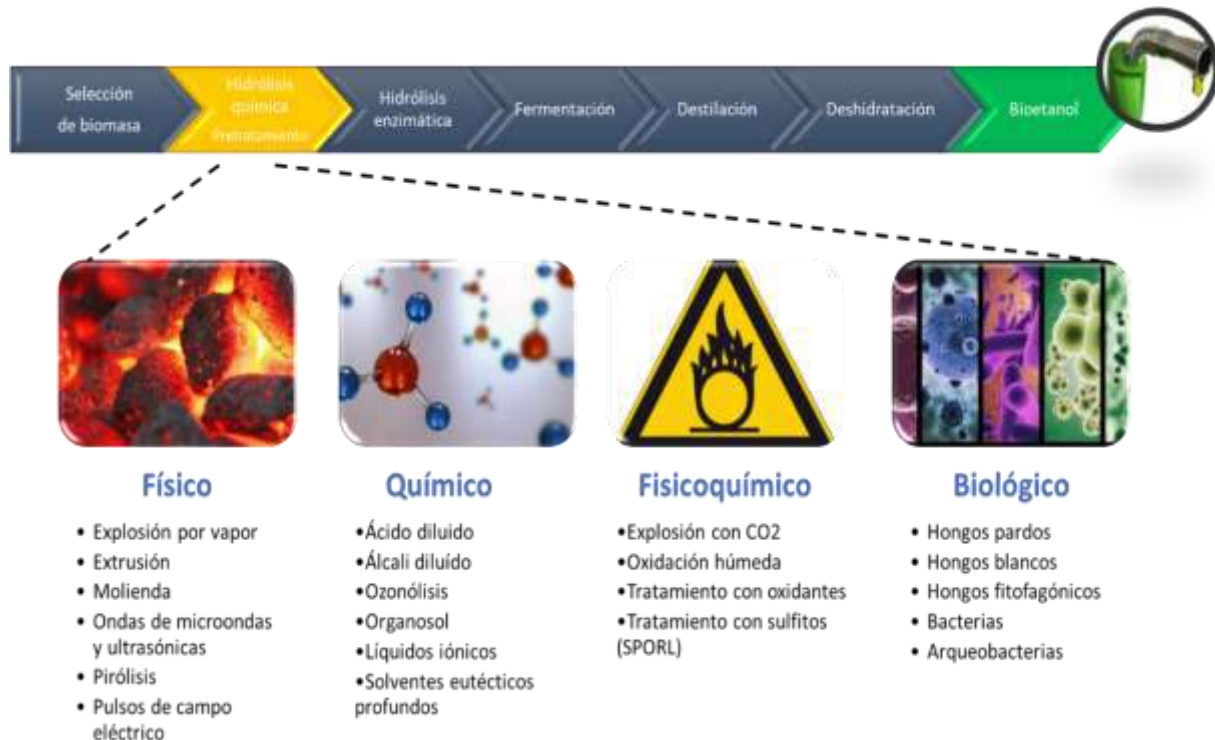 Selección
de biomasa
Hidrólisis
química
Pretratamiento
Hidrólisis
enzimática
Fermentación
Destilación
Deshidratación
Bioetanol
Físico
• Explosión por vapor
• Extrusión
• Molienda
• Ondas de microondas
y ultrasónicas
• Pirólisis
• Pulsos de campo
eléctrico
Químico
•Ácido diluido
•Álcali diluído
•Ozonólisis
•Organosol
•Líquidos iónicos
•Solventes eutécticos
profundos
Fisicoquímico
•Explosión con CO2
•Oxidación húmeda
•Tratamiento con oxidantes
•Tratamiento con sulfitos
(SPORL)
Biológico
• Hongos pardos
• Hongos blancos
• Hongos fitofagónicos
• Bacterias
• Arqueobacterias